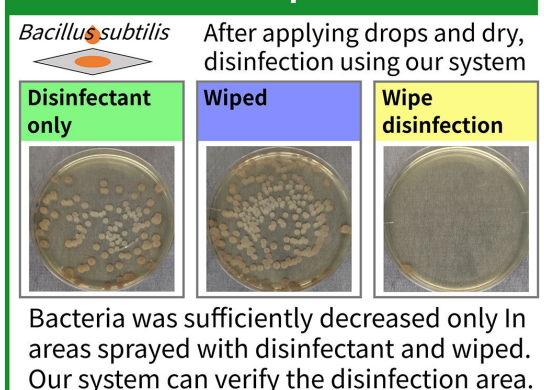 Bacillus subtilis
After applying drops and dry,
disinfection using our system
Disinfectant
only
Wiped
Wipe
disinfection
Bacteria was sufficiently decreased only In
areas sprayed with disinfectant and wiped.
Our system can verify the disinfection area.